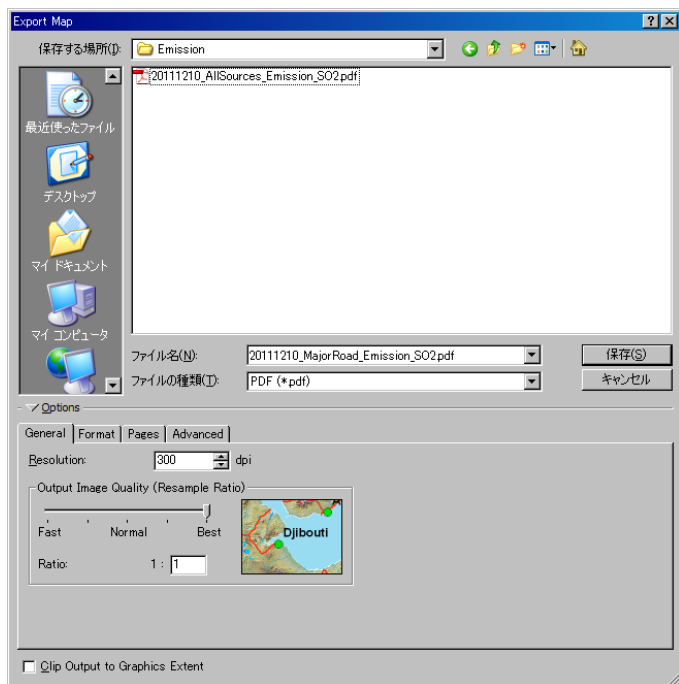 Export Map
保存する場所(I): Emission
20111210_AllSources_Emission_SO2.pdf
最近使ったファイル
デスクトップ
マイ ドキュメント
マイ コンピュータ
ファイル名(N): 20111210_MajorRoad_Emission_SO2.pdf 保存(S)
ファイルの種類(T): PDF (*.pdf) キャンセル
Options
General Format Pages Advanced
Resolution: 300 dpi
Output Image Quality (Resample Ratio)
Fast Normal Best
Djibouti
Ratio: 1 : 1
Clip Output to Graphics Extent